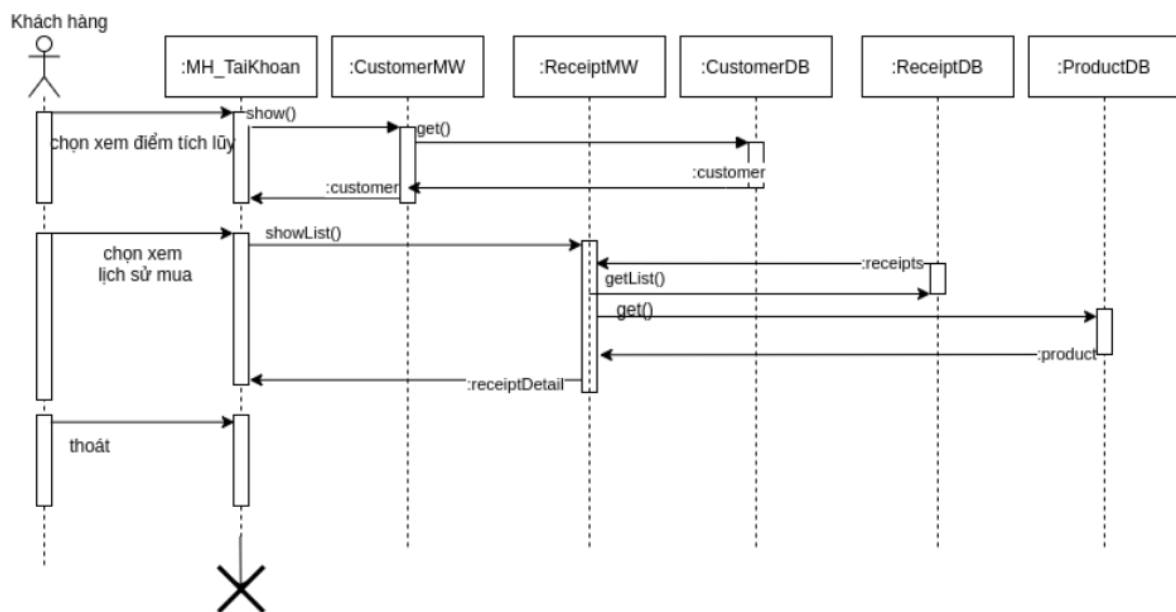 Khách hàng
:MH_TaiKhoan
:CustomerMW
:ReceiptMW
:CustomerDB
:ReceiptDB
:ProductDB
show()
get()
chọn xem điểm tích lũy
:customer
:customer
showList()
chọn xem
lịch sử mua
:receipts
getList()
get()
:product
:receiptDetail
thoát